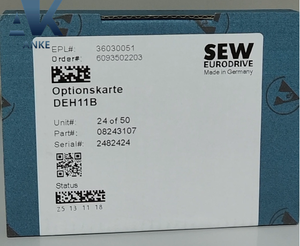 ANKE
EPL#: 36030051
Order#: 6093502203
SEW
EURODRIVE
Made in Germany
Optionskarte
DEH11B
Unit#: 24 of 50
Part#: 08243107
Serial#: 2482424
Status
25 13 11 18